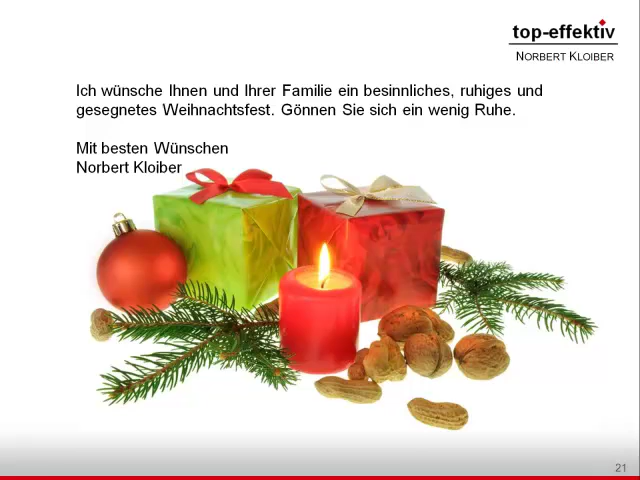 top-effektiv
NORBERT KLOIBER
Ich wünsche Ihnen und Ihrer Familie ein besinnliches, ruhiges und
gesegnetes Weihnachtsfest. Gönnen Sie sich ein wenig Ruhe.
Mit besten Wünschen
Norbert Kloiber
21